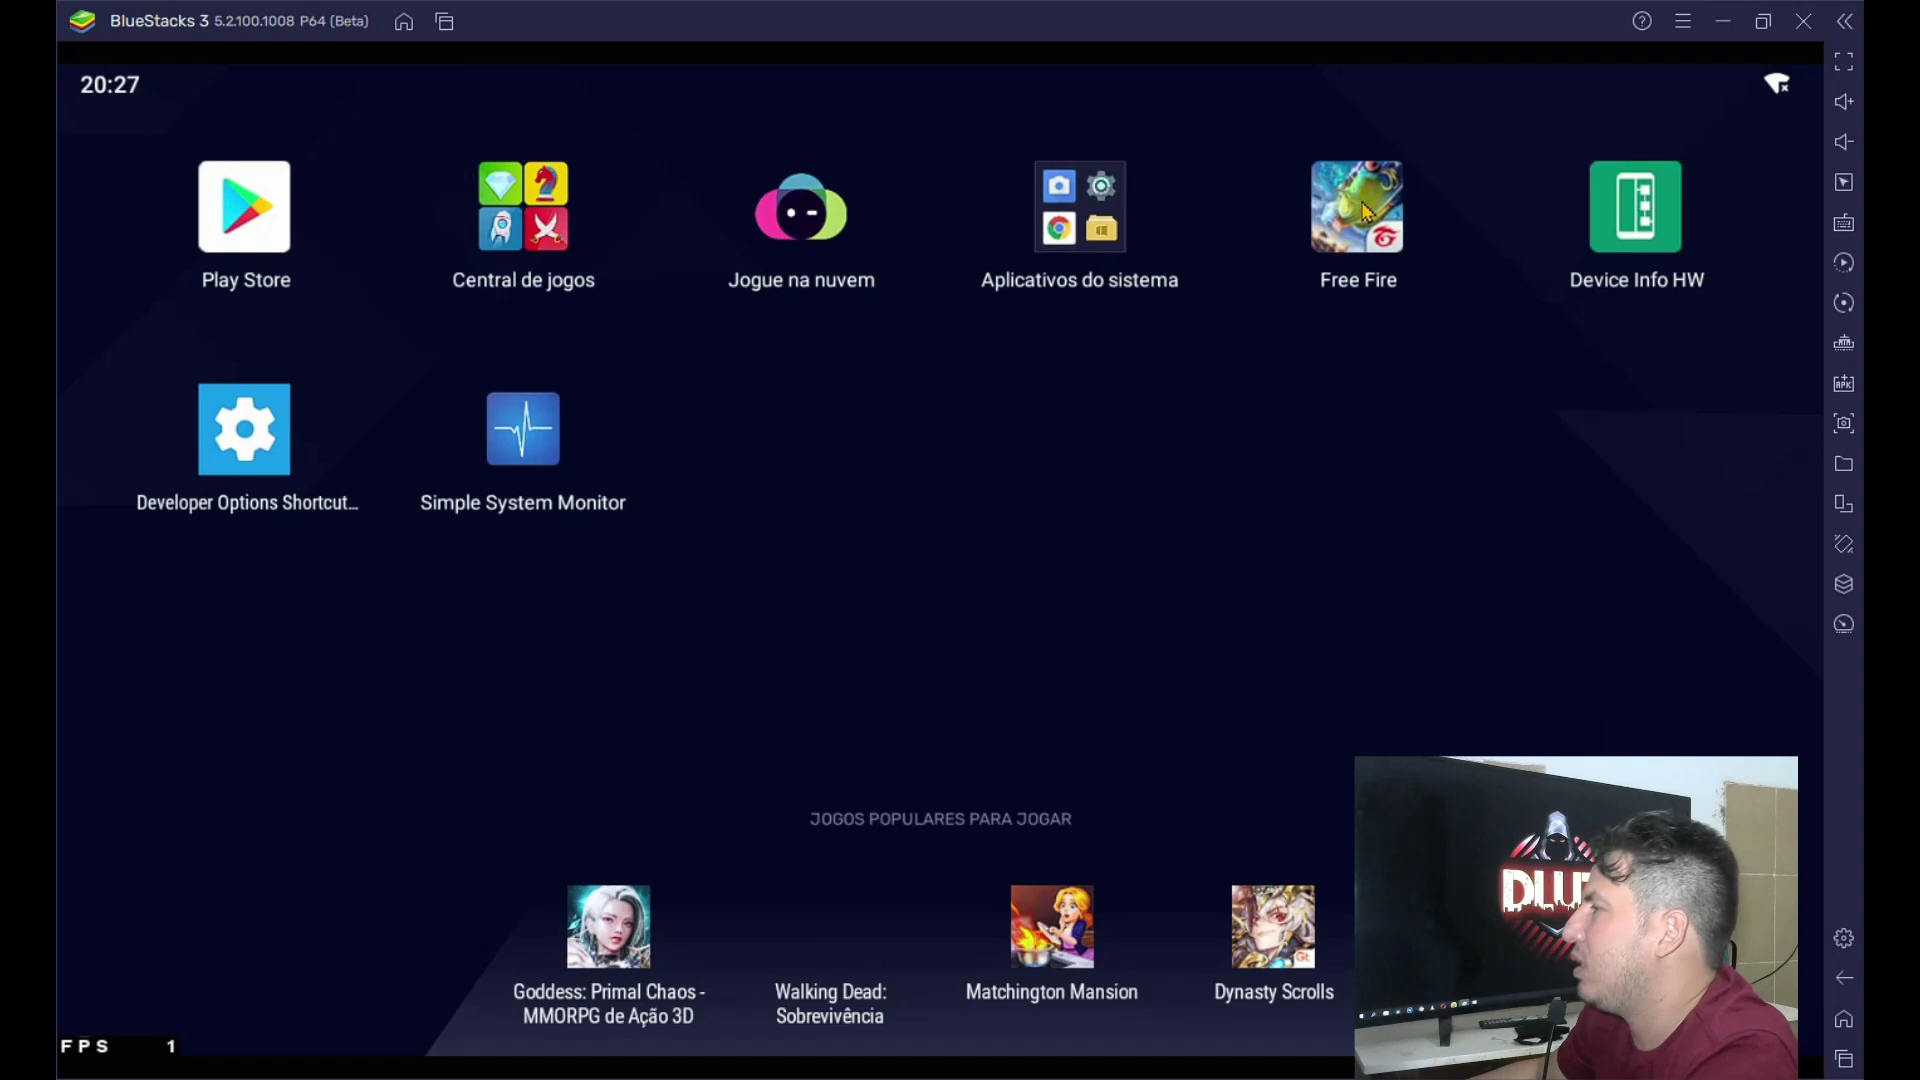 BlueStacks 3 5.2.100.1008 P64 (Beta)
20:27
Play Store
Central de jogos
Jogue na nuvem
Aplicativos do sistema
Free Fire
Device Info HW
Developer Options Shortcut...
Simple System Monitor
JOGOS POPULARES PARA JOGAR
Goddess: Primal Chaos -
MMORPG de Ação 3D
Walking Dead:
Sobrevivência
Matchington Mansion
Dynasty Scrolls
FPS 1
APK
Gt